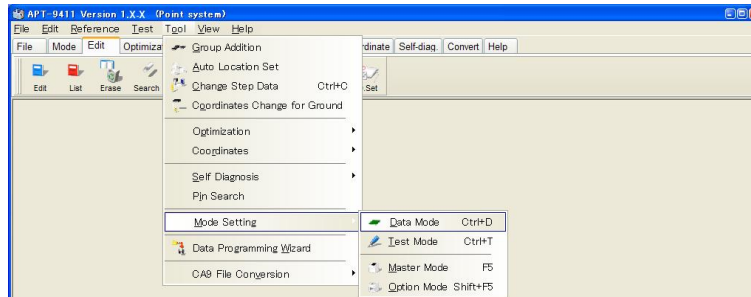 APT-9411 Version 1.X.X (Point system)
File Edit Reference Test Tool View Help
File Mode Edit Optimiza rdinate Self-diag. Convert Help
Edit List Erase Search Set
Group Addition
Auto Location Set
Change Step Data Ctrl+C
Coordinates Change for Ground
Optimization
Coordinates
Self Diagnosis
Pin Search
Mode Setting
Data Programming Wizard
CA9 File Conversion
Data Mode Ctrl+D
Test Mode Ctrl+T
Master Mode F5
Option Mode Shift+F5